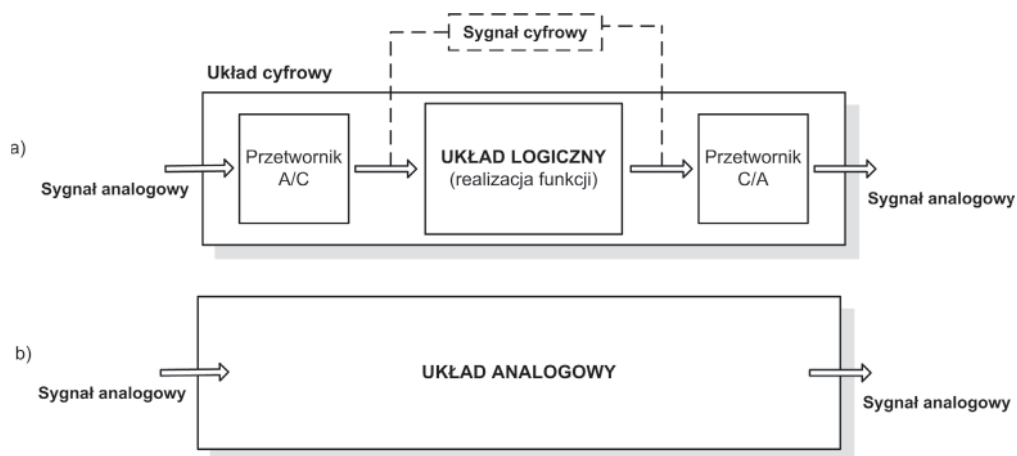 Sygnał cyfrowy
Układ cyfrowy
a)
Przetwornik
A/C
UKŁAD LOGICZNY
(realizacja funkcji)
Przetwornik
C/A
Sygnał analogowy
Sygnał analogowy
b)
UKŁAD ANALOGOWY
Sygnał analogowy
Sygnał analogowy